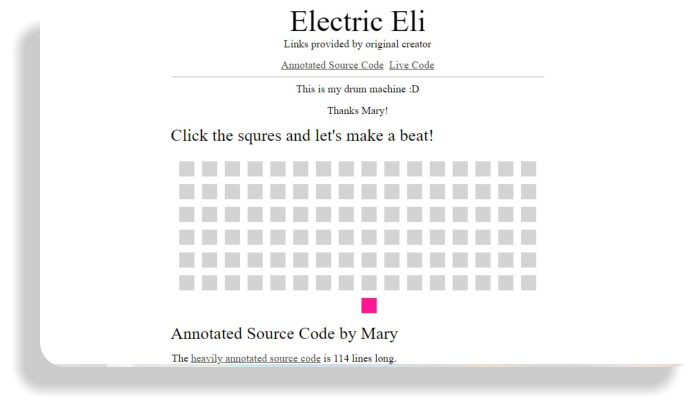 Electric Eli
Links provided by original creator
Annotated Source Code Live Code
This is my drum machine :D
Thanks Mary!
Click the squres and let's make a beat!
Annotated Source Code by Mary
The heavily annotated source code is 114 lines long.